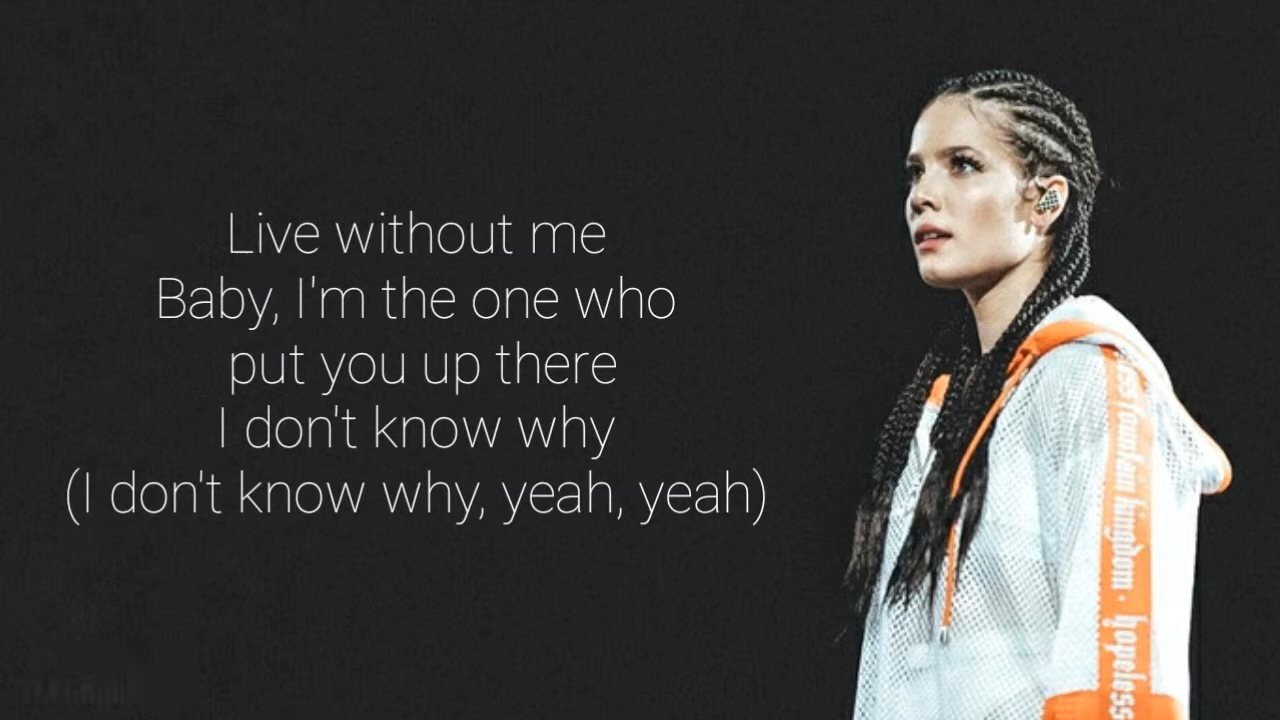 Live without me
Baby, I'm the one who
put you up there
I don't know why
(I don't know why, yeah, yeah)
less fountain kingdom · hopeless